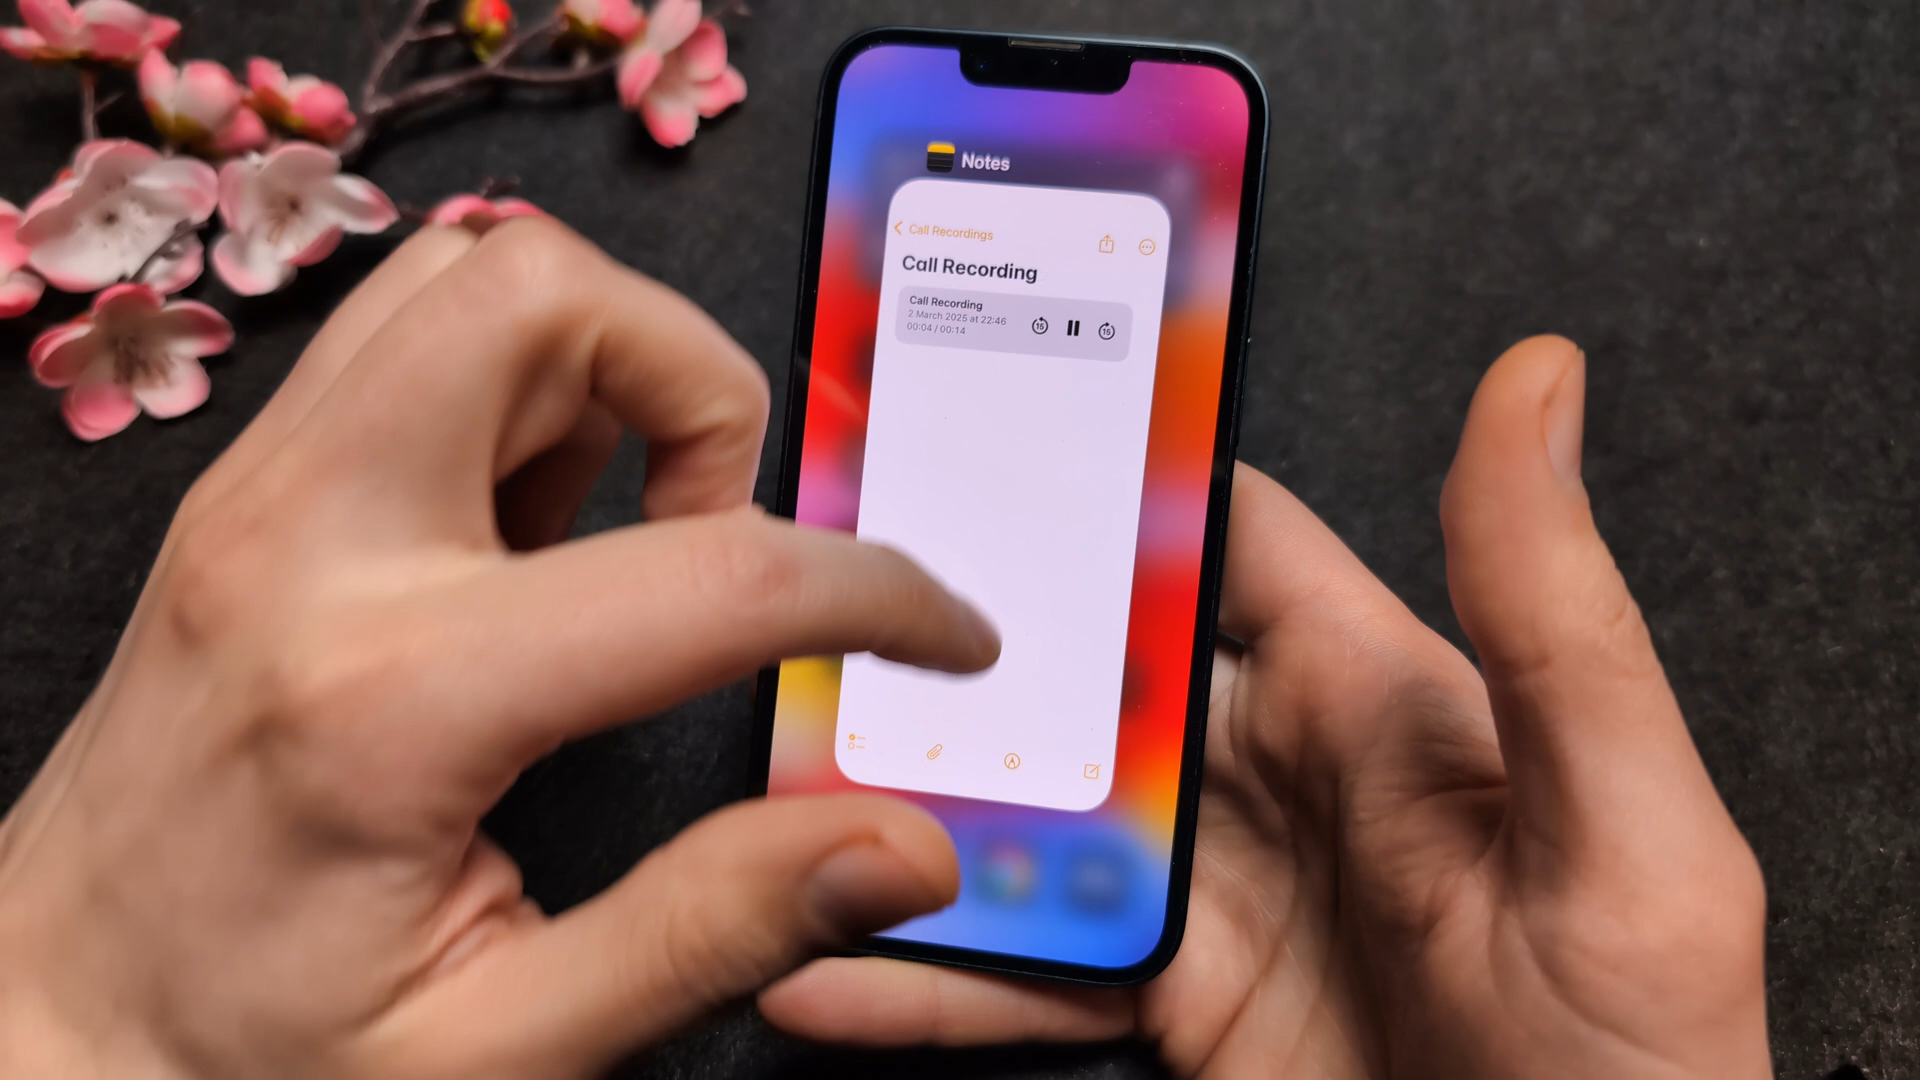 Notes
Call Recordings
Call Recording
Call Recording
2 March 2025 at 22:46
00:04 / 00:14
15
15